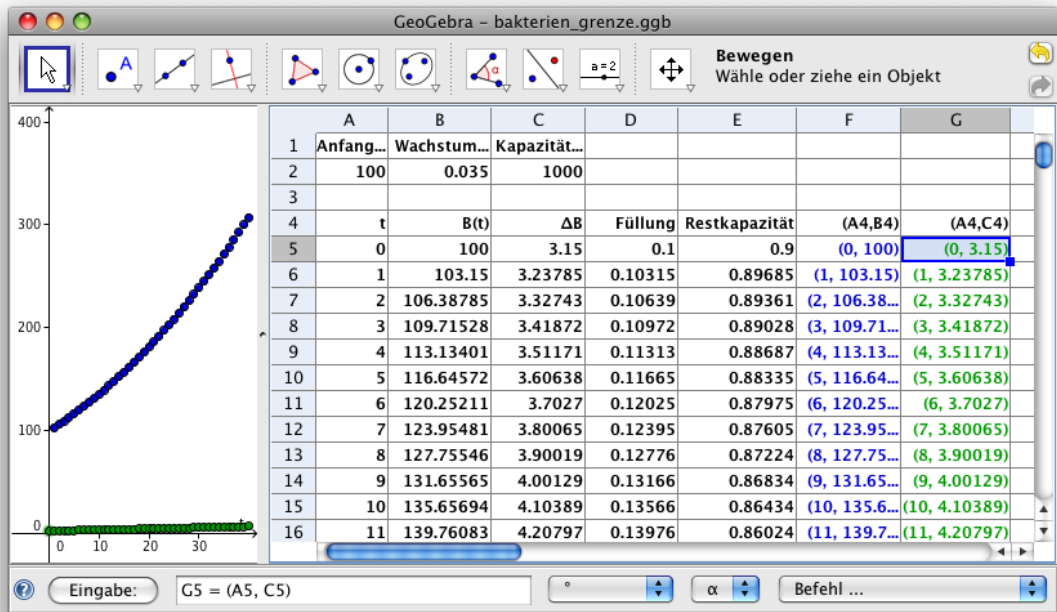 GeoGebra – bakterien_grenze.ggb
A
α
a=2
Bewegen
Wähle oder ziehe ein Objekt
400
300
200
100
0
0 10 20 30
A B C D E F G
1 Anfang... Wachstum... Kapazität...
2 100 0.035 1000
3
4 t B(t) ΔB Füllung Restkapazität (A4,B4) (A4,C4)
5 0 100 3.15 0.1 0.9 (0, 100) (0, 3.15)
6 1 103.15 3.23785 0.10315 0.89685 (1, 103.15) (1, 3.23785)
7 2 106.38785 3.32743 0.10639 0.89361 (2, 106.38... (2, 3.32743)
8 3 109.71528 3.41872 0.10972 0.89028 (3, 109.71... (3, 3.41872)
9 4 113.13401 3.51171 0.11313 0.88687 (4, 113.13... (4, 3.51171)
10 5 116.64572 3.60638 0.11665 0.88335 (5, 116.64... (5, 3.60638)
11 6 120.25211 3.7027 0.12025 0.87975 (6, 120.25... (6, 3.7027)
12 7 123.95481 3.80065 0.12395 0.87605 (7, 123.95... (7, 3.80065)
13 8 127.75546 3.90019 0.12776 0.87224 (8, 127.75... (8, 3.90019)
14 9 131.65565 4.00129 0.13166 0.86834 (9, 131.65... (9, 4.00129)
15 10 135.65694 4.10389 0.13566 0.86434 (10, 135.6... (10, 4.10389)
16 11 139.76083 4.20797 0.13976 0.86024 (11, 139.7... (11, 4.20797)
? Eingabe: G5 = (A5, C5) ° α Befehl ...